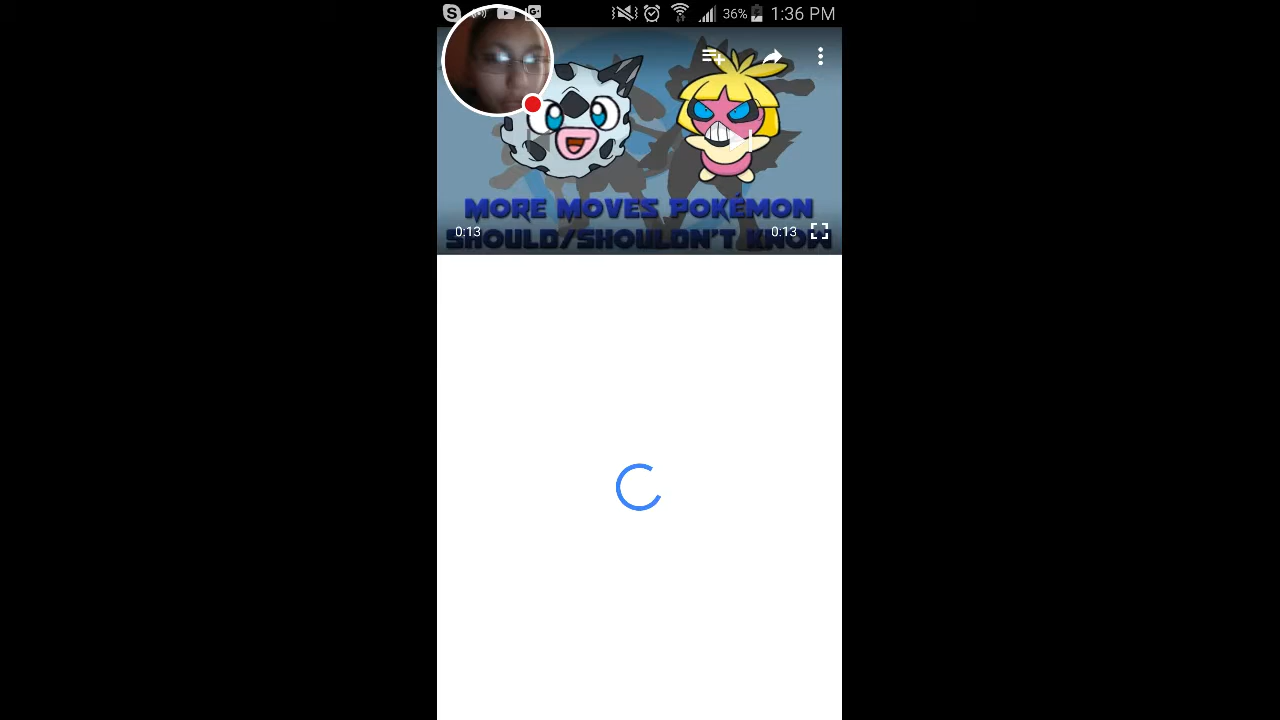 36% 1:36 PM
MORE MOVES POKÉMON
SHOULD/SHOULDN'T KNOW
0:13 0:13